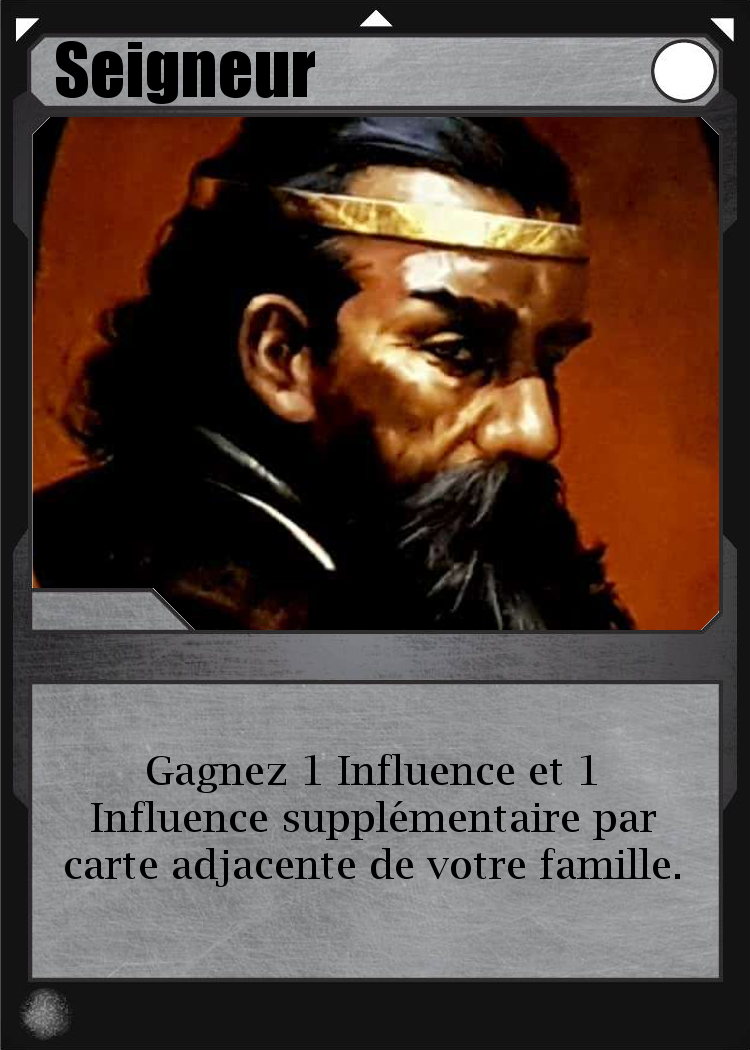 Seigneur
Gagnez 1 Influence et 1
Influence supplémentaire par
carte adjacente de votre famille.